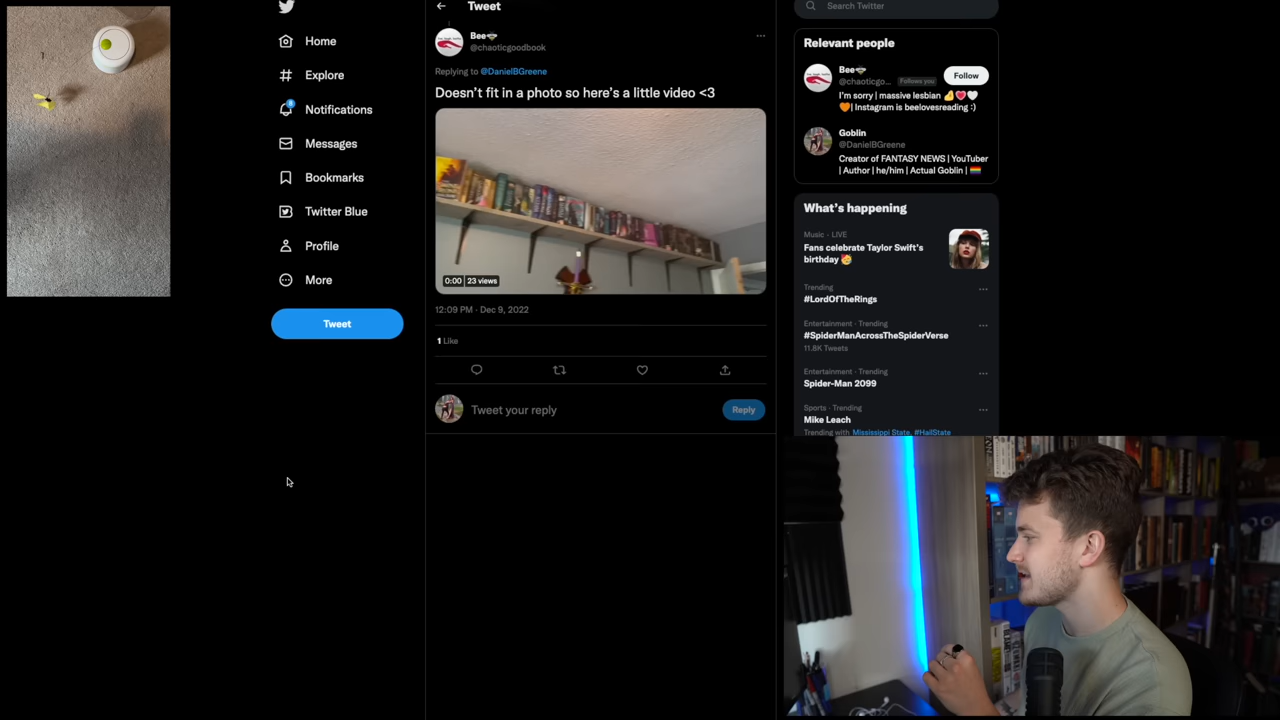 Home
Explore
Notifications
Messages
Bookmarks
Twitter Blue
Profile
More
Tweet
Tweet
Bee
@chaoticgoodbook
Replying to @DanielBGreene
Doesn't fit in a photo so here's a little video <3
0:00 23 views
12:09 PM · Dec 9, 2022
1 Like
Tweet your reply
Reply
Search Twitter
Relevant people
Bee
@chaoticgo... Follows you
Follow
I'm sorry | massive lesbian
| Instagram is beelovesreading :)
Goblin
@DanielBGreene
Creator of FANTASY NEWS | YouTuber
| Author | he/him | Actual Goblin |
What's happening
Music · LIVE
Fans celebrate Taylor Swift's
birthday
Trending
#LordOfTheRings
Entertainment · Trending
#SpiderManAcrossTheSpiderVerse
11.8K Tweets
Entertainment · Trending
Spider-Man 2099
Sports · Trending
Mike Leach
Trending with Mississippi State, #HailState